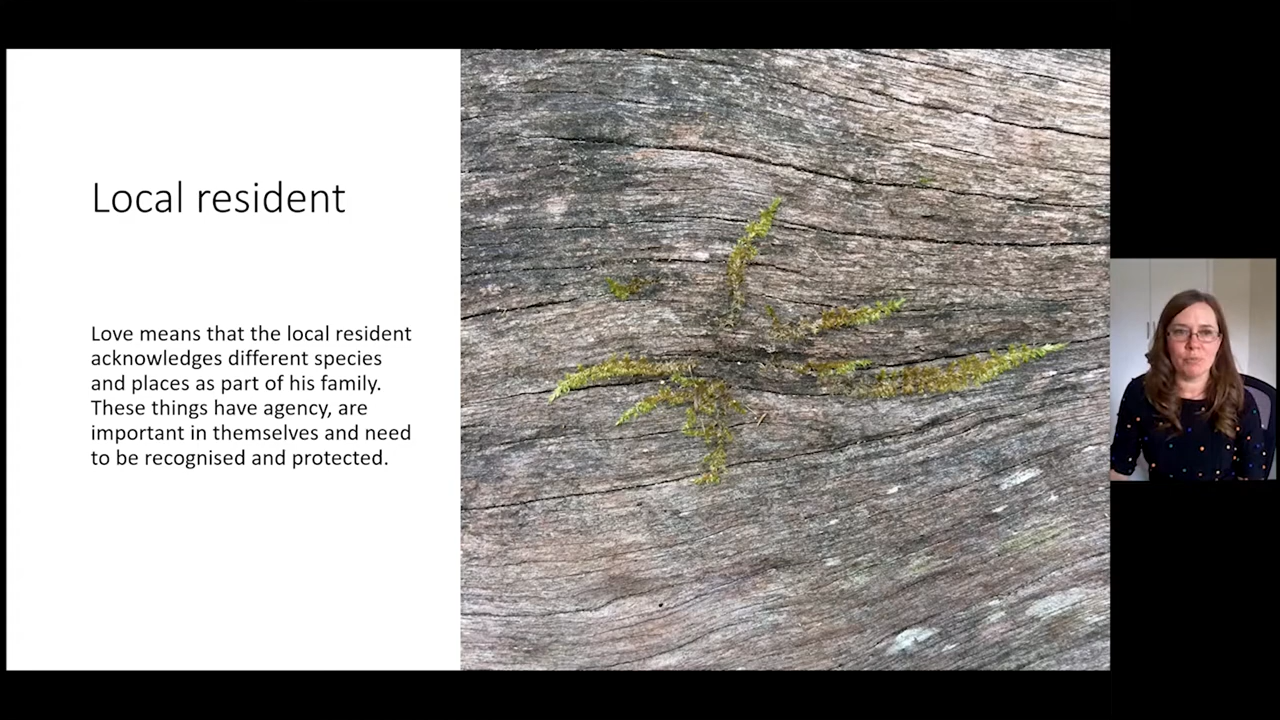 Local resident
Love means that the local resident
acknowledges different species
and places as part of his family.
These things have agency, are
important in themselves and need
to be recognised and protected.